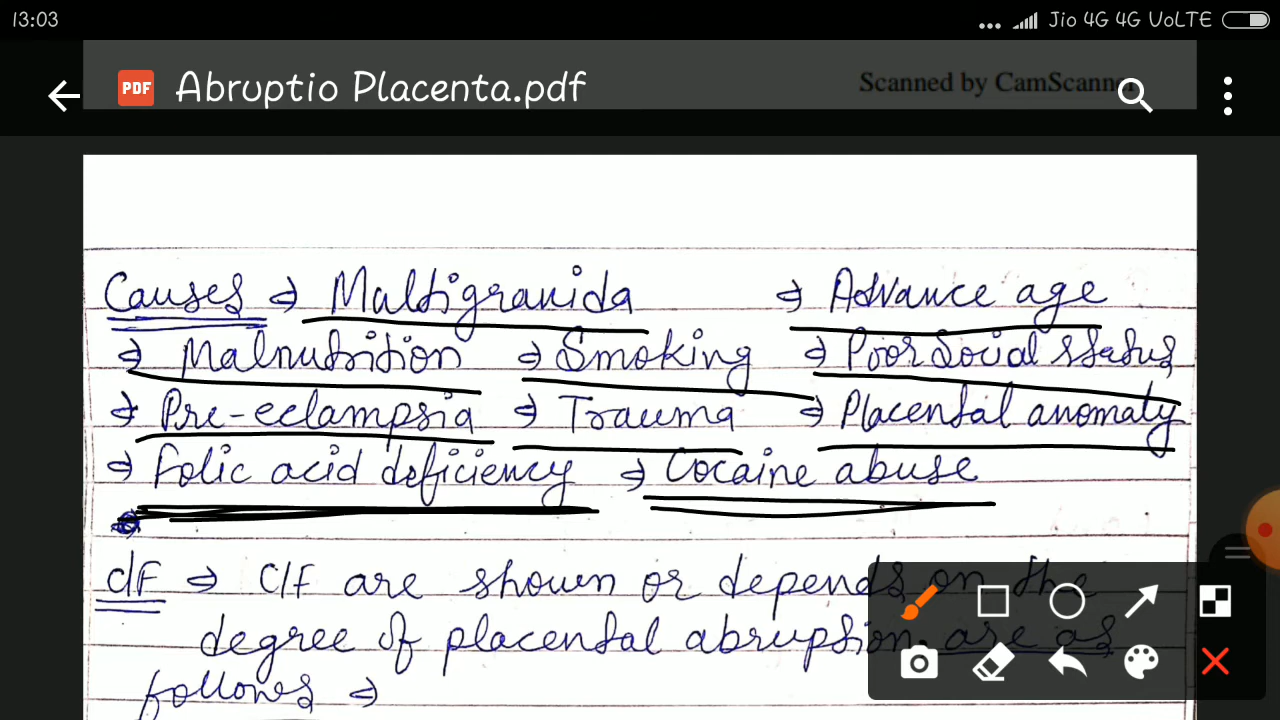 13:03 ... Jio 4G 4G VoLTE
PDF Abruptio Placenta.pdf Scanned by CamScanne
Causes ⇒ Multigravida ⇒ Advance age
⇒ Malnutrition ⇒ Smoking ⇒ Poor Social status
⇒ Pre-eclampsia ⇒ Trauma ⇒ Placental anomaly
⇒ Folic acid deficiency ⇒ Cocaine abuse
C/F ⇒ C/F are shown or depends on the
degree of placental abruption are as
follows ⇒